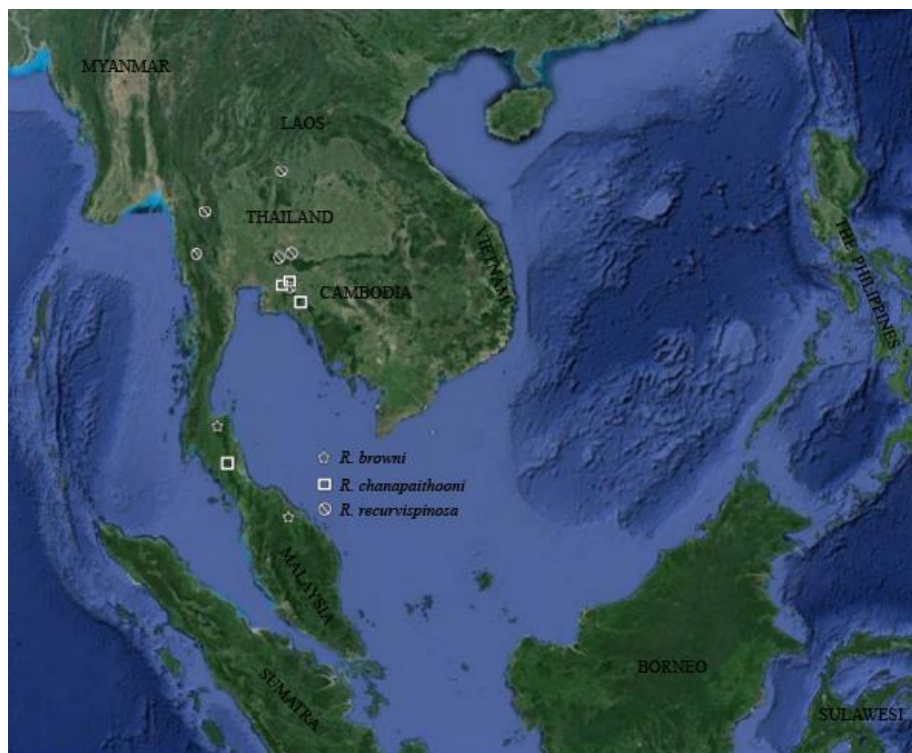 MYANMAR
LAOS
THAILAND
VIETNAM
CAMBODIA
THE PHILIPPINES
R. browni
R. chanapaithooni
R. recurvispinosa
MALAYSIA
BORNEO
SUMATRA
SULAWESI